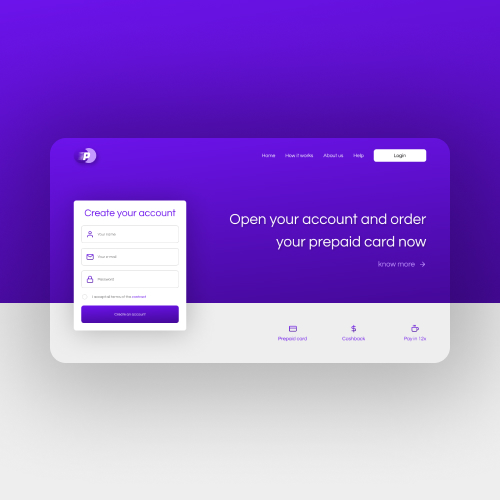 P
Home How it works About us Help Login
Create your account
Your name
Your e-mail
Password
I accept all terms of the contract
Create an account
Open your account and order
your prepaid card now
know more →
Prepaid card Cashback Pay in 12x